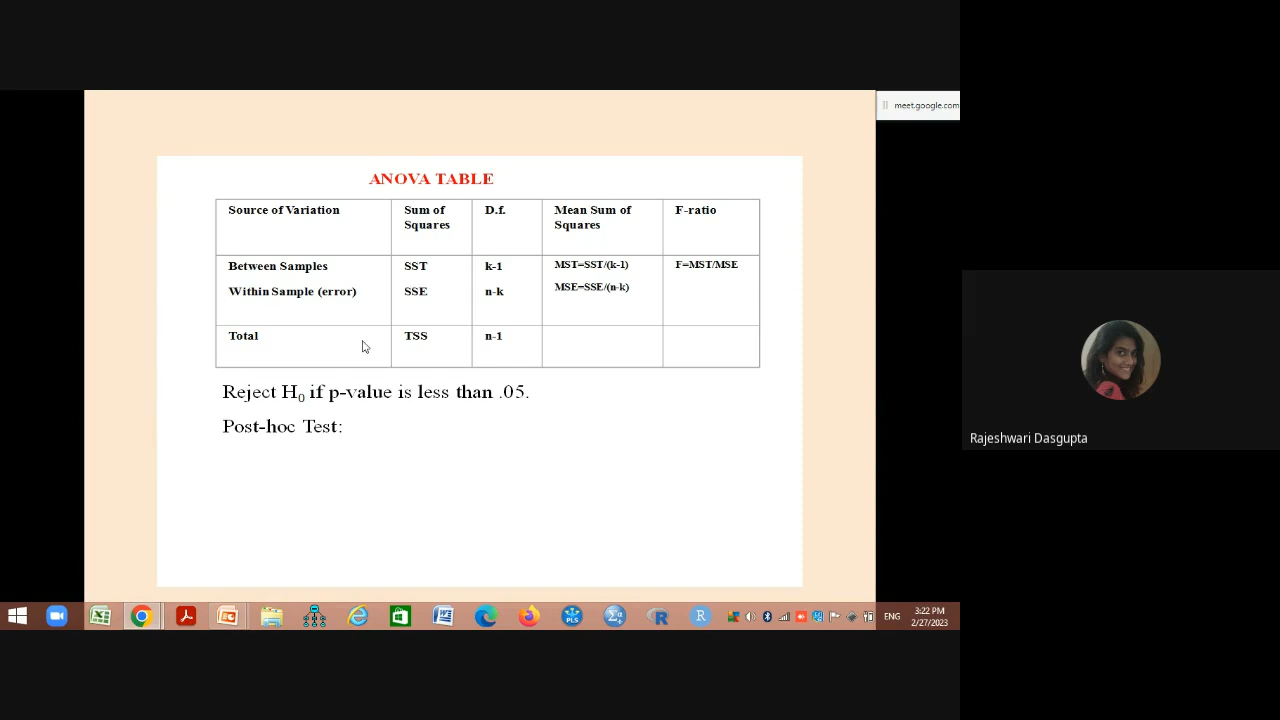 meet.google.com
ANOVA TABLE
Source of Variation
Sum of
Squares
D.f.
Mean Sum of
Squares
F-ratio
Between Samples
SST
k-1
MST=SST/(k-1)
F=MST/MSE
Within Sample (error)
SSE
n-k
MSE=SSE/(n-k)
Total
TSS
n-1
Reject H0 if p-value is less than .05.
Post-hoc Test:
Rajeshwari Dasgupta
PLS
R
R
ENG
3:22 PM
2/27/2023